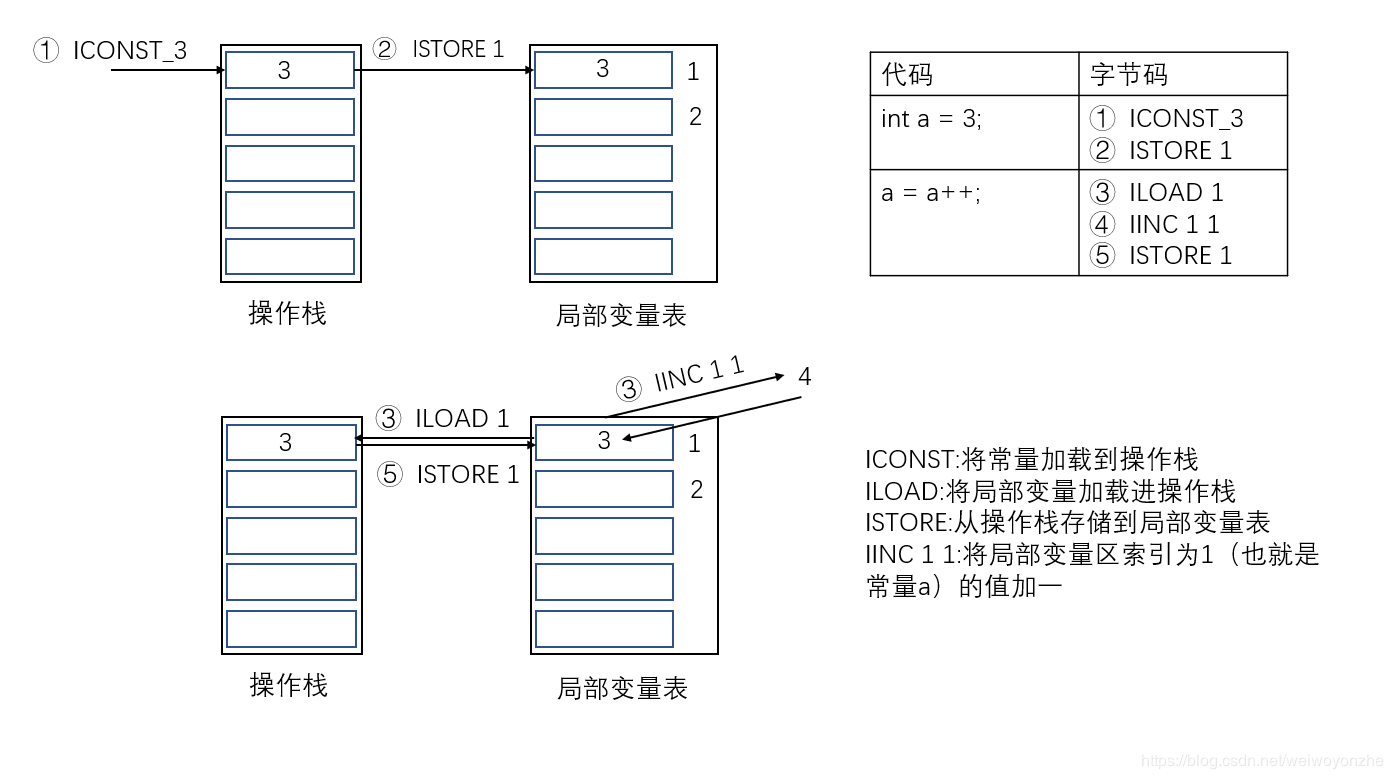 ① ICONST_3
② ISTORE 1
3
3
1
2
操作栈
局部变量表
代码
字节码
int a = 3;
① ICONST_3
② ISTORE 1
a = a++;
③ ILOAD 1
④ IINC 1 1
⑤ ISTORE 1
③ IINC 1 1
4
③ ILOAD 1
3
3
1
⑤ ISTORE 1
2
操作栈
局部变量表
ICONST:将常量加载到操作栈
ILOAD:将局部变量加载进操作栈
ISTORE:从操作栈存储到局部变量表
IINC 1 1:将局部变量区索引为1（也就是
常量a）的值加一
https://blog.csdn.net/weiwoyonzhe